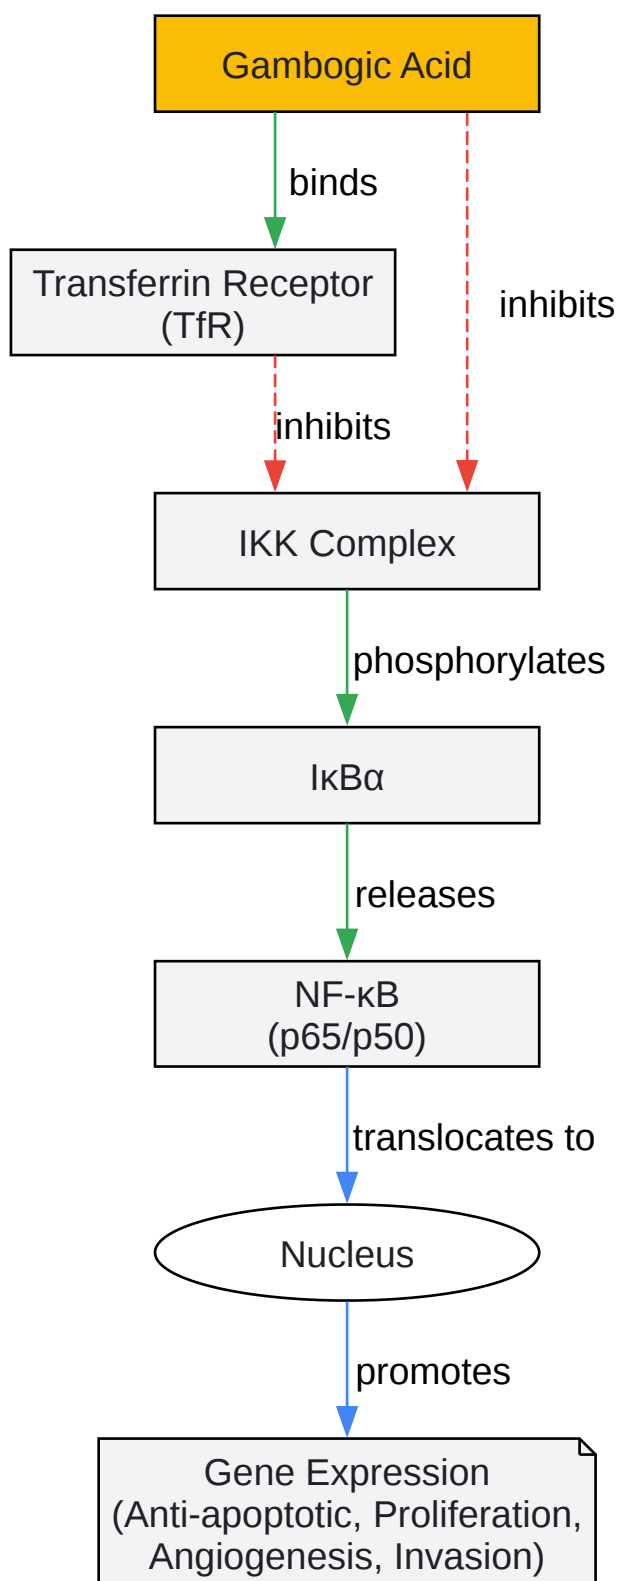 Gambogic Acid
binds
Transferrin Receptor
(TfR)
inhibits
inhibits
IKK Complex
phosphorylates
IκBα
releases
NF-κB
(p65/p50)
translocates to
Nucleus
promotes
Gene Expression
(Anti-apoptotic, Proliferation,
Angiogenesis, Invasion)